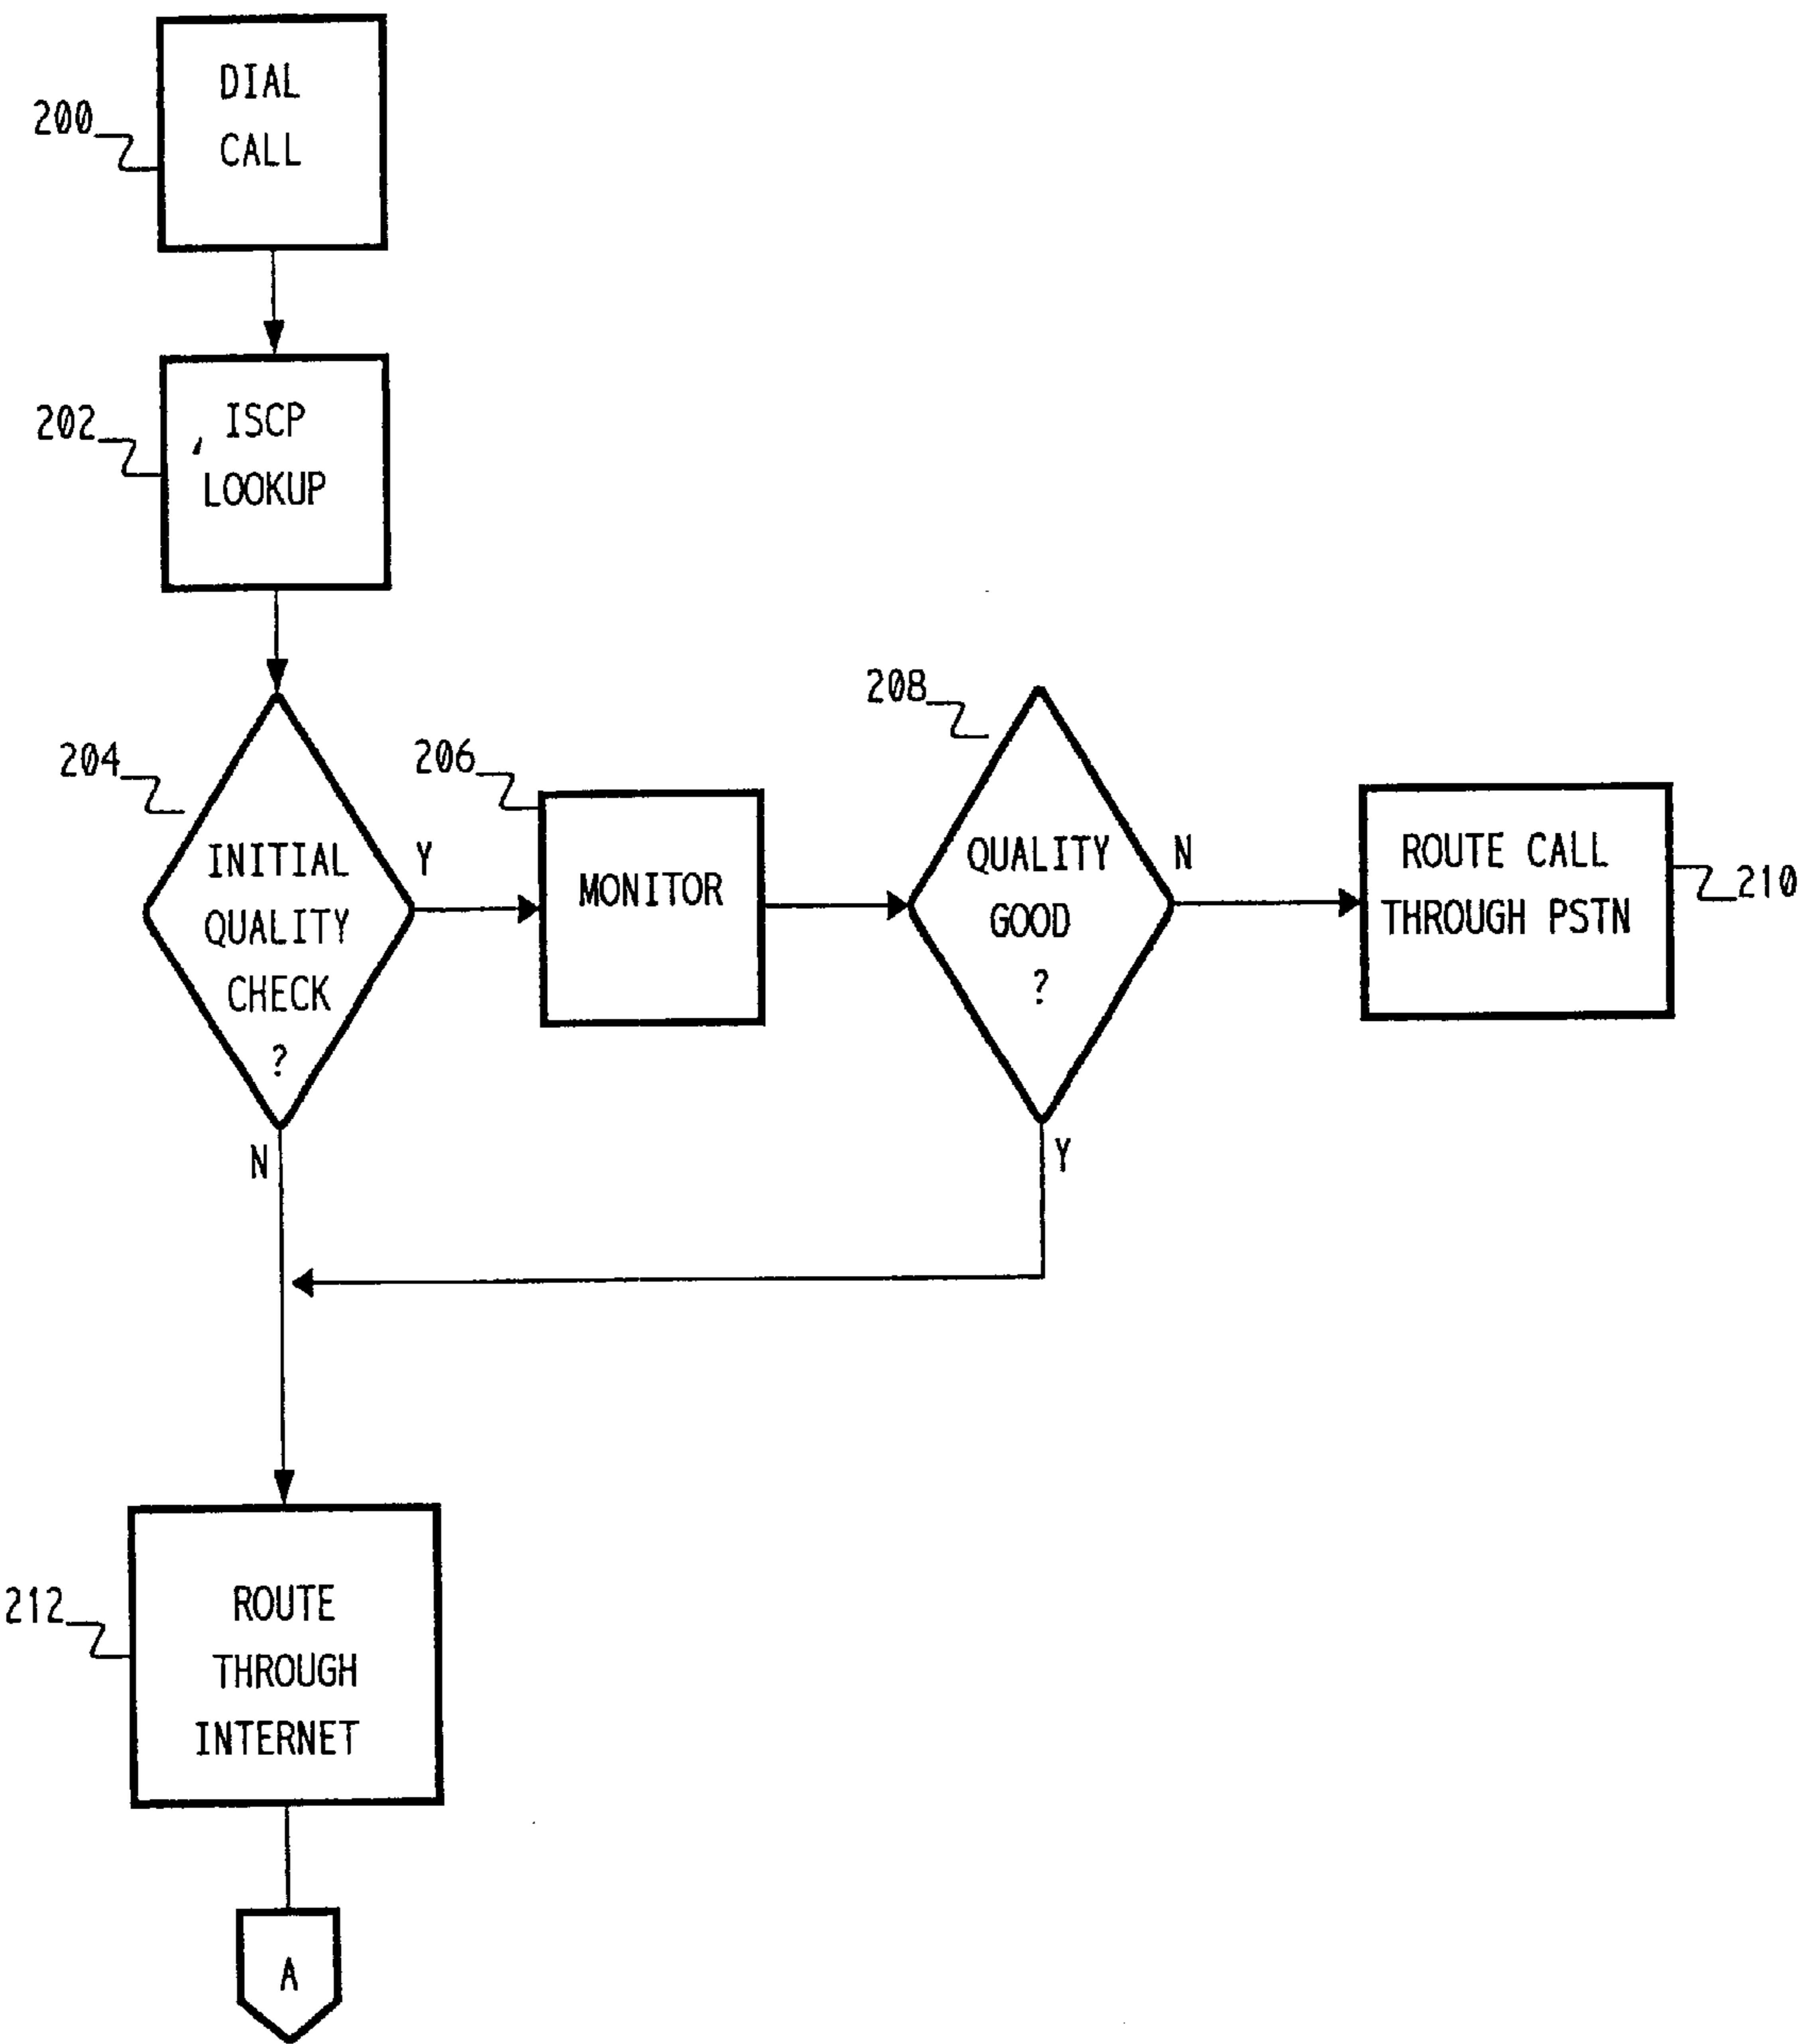 DIAL
CALL
200
ISCP
LOOKUP
202
204
INITIAL
QUALITY
CHECK
?
Y
N
206
MONITOR
208
QUALITY
GOOD
?
N
Y
ROUTE CALL
THROUGH PSTN
210
212
ROUTE
THROUGH
INTERNET
A